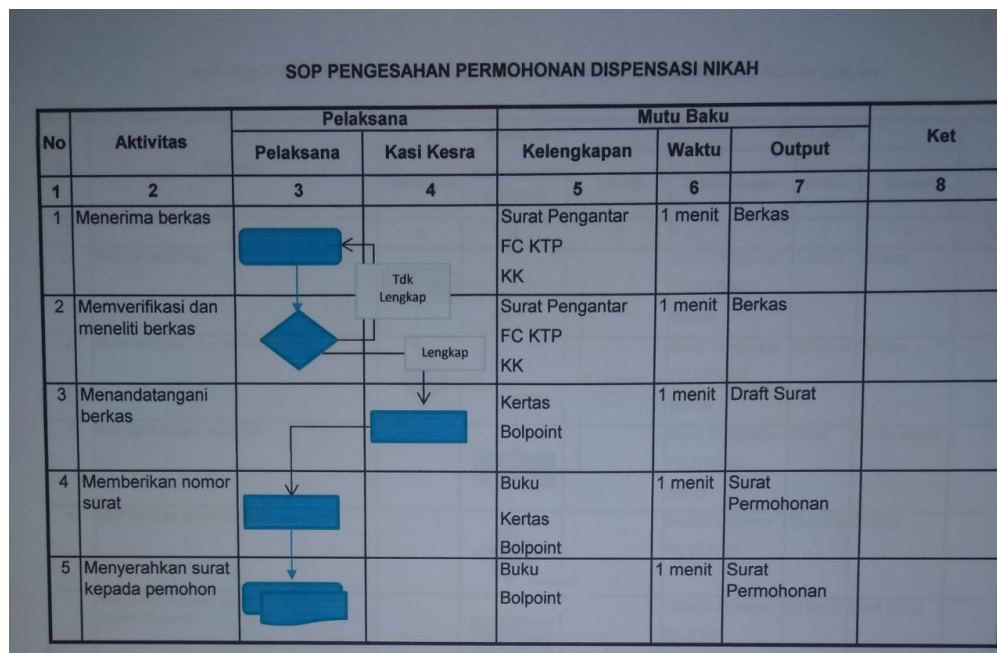 SOP PENGESAHAN PERMOHONAN DISPENSASI NIKAH
No Aktivitas Pelaksana Mutu Baku Ket
Pelaksana Kasi Kesra Kelengkapan Waktu Output
1 2 3 4 5 6 7 8
1 Menerima berkas Surat Pengantar 1 menit Berkas
FC KTP
KK
Tdk
Lengkap
2 Memverifikasi dan Surat Pengantar 1 menit Berkas
meneliti berkas FC KTP
Lengkap
KK
3 Menandatangani Kertas 1 menit Draft Surat
berkas Bolpoint
4 Memberikan nomor Buku 1 menit Surat
surat Kertas Permohonan
Bolpoint
5 Menyerahkan surat Buku 1 menit Surat
kepada pemohon Bolpoint Permohonan